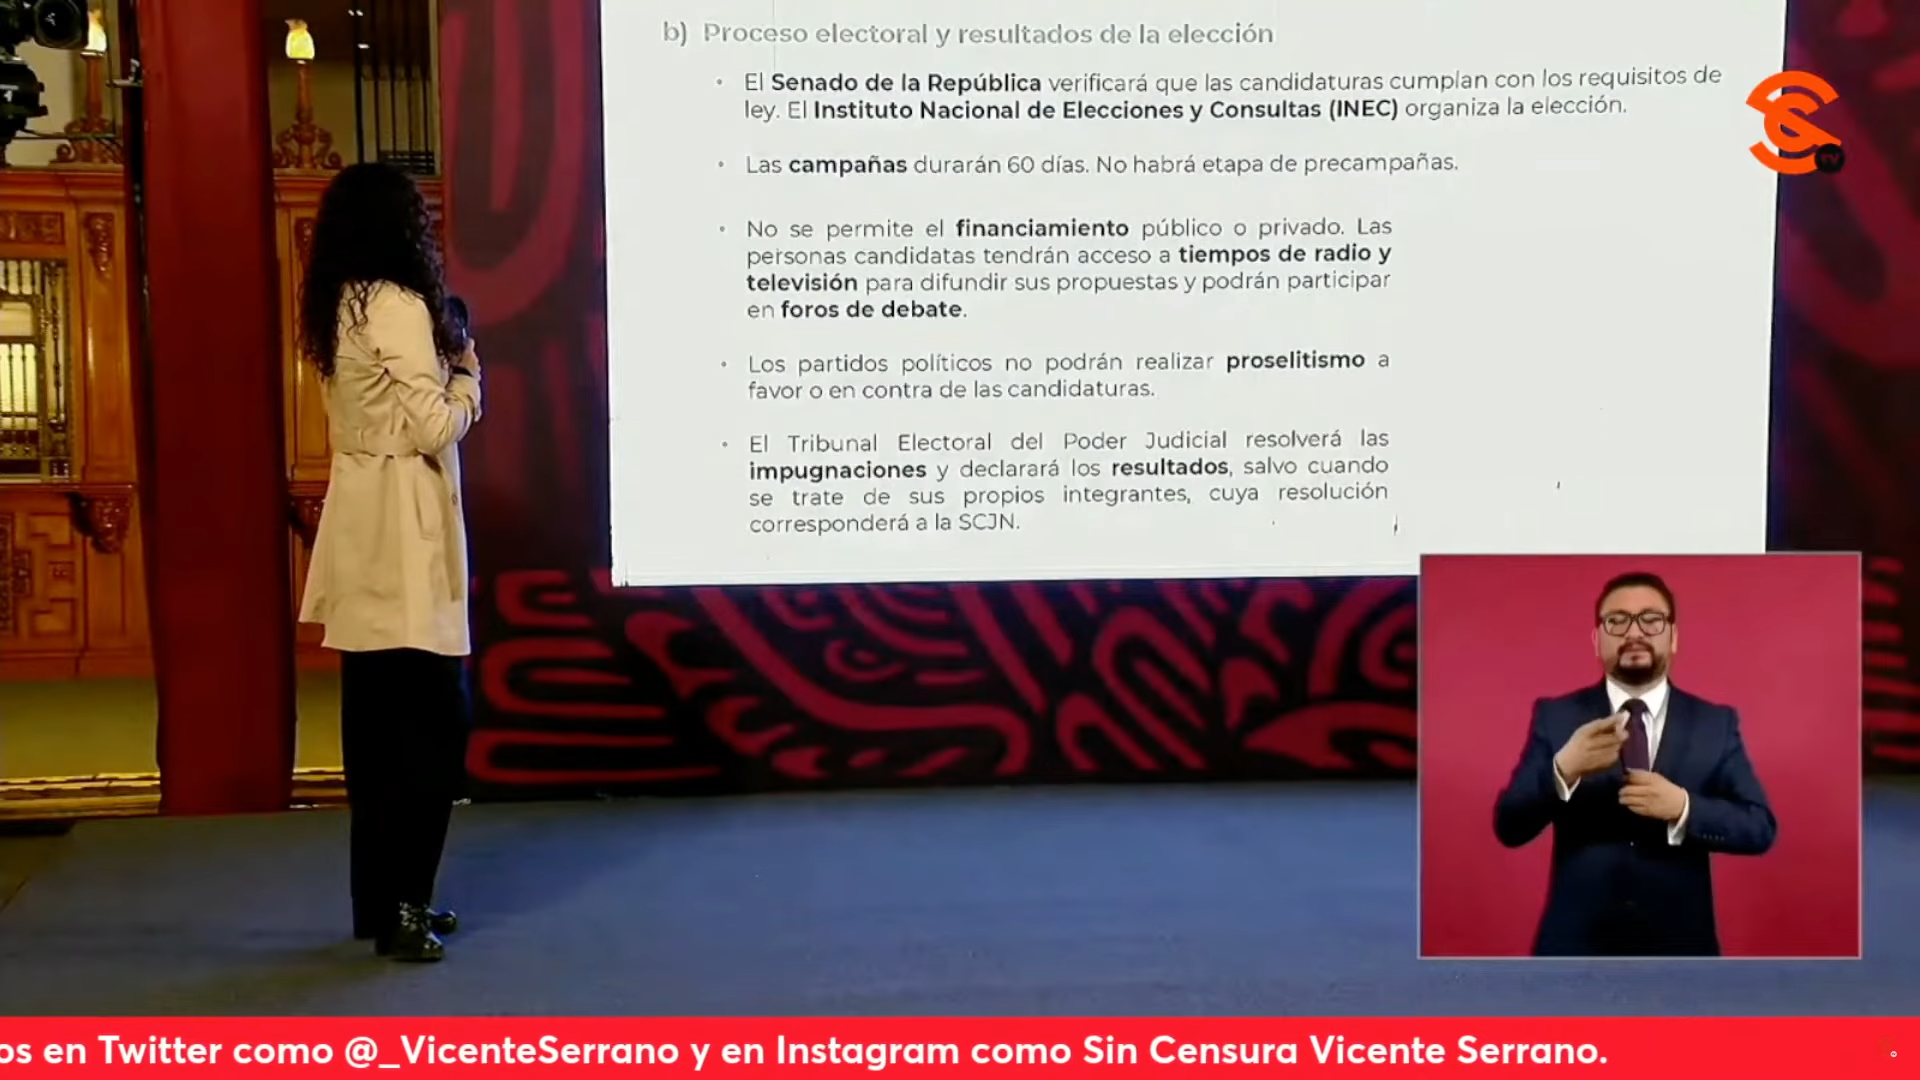 b) Proceso electoral y resultados de la elección
• El Senado de la República verificará que las candidaturas cumplan con los requisitos de
ley. El Instituto Nacional de Elecciones y Consultas (INEC) organiza la elección.
• Las campañas durarán 60 días. No habrá etapa de precampañas.
• No se permite el financiamiento público o privado. Las
personas candidatas tendrán acceso a tiempos de radio y
televisión para difundir sus propuestas y podrán participar
en foros de debate.
• Los partidos políticos no podrán realizar proselitismo a
favor o en contra de las candidaturas.
• El Tribunal Electoral del Poder Judicial resolverá las
impugnaciones y declarará los resultados, salvo cuando
se trate de sus propios integrantes, cuya resolución
corresponderá a la SCJN.
TV
1
os en Twitter como @_VicenteSerrano y en Instagram como Sin Censura Vicente Serrano.